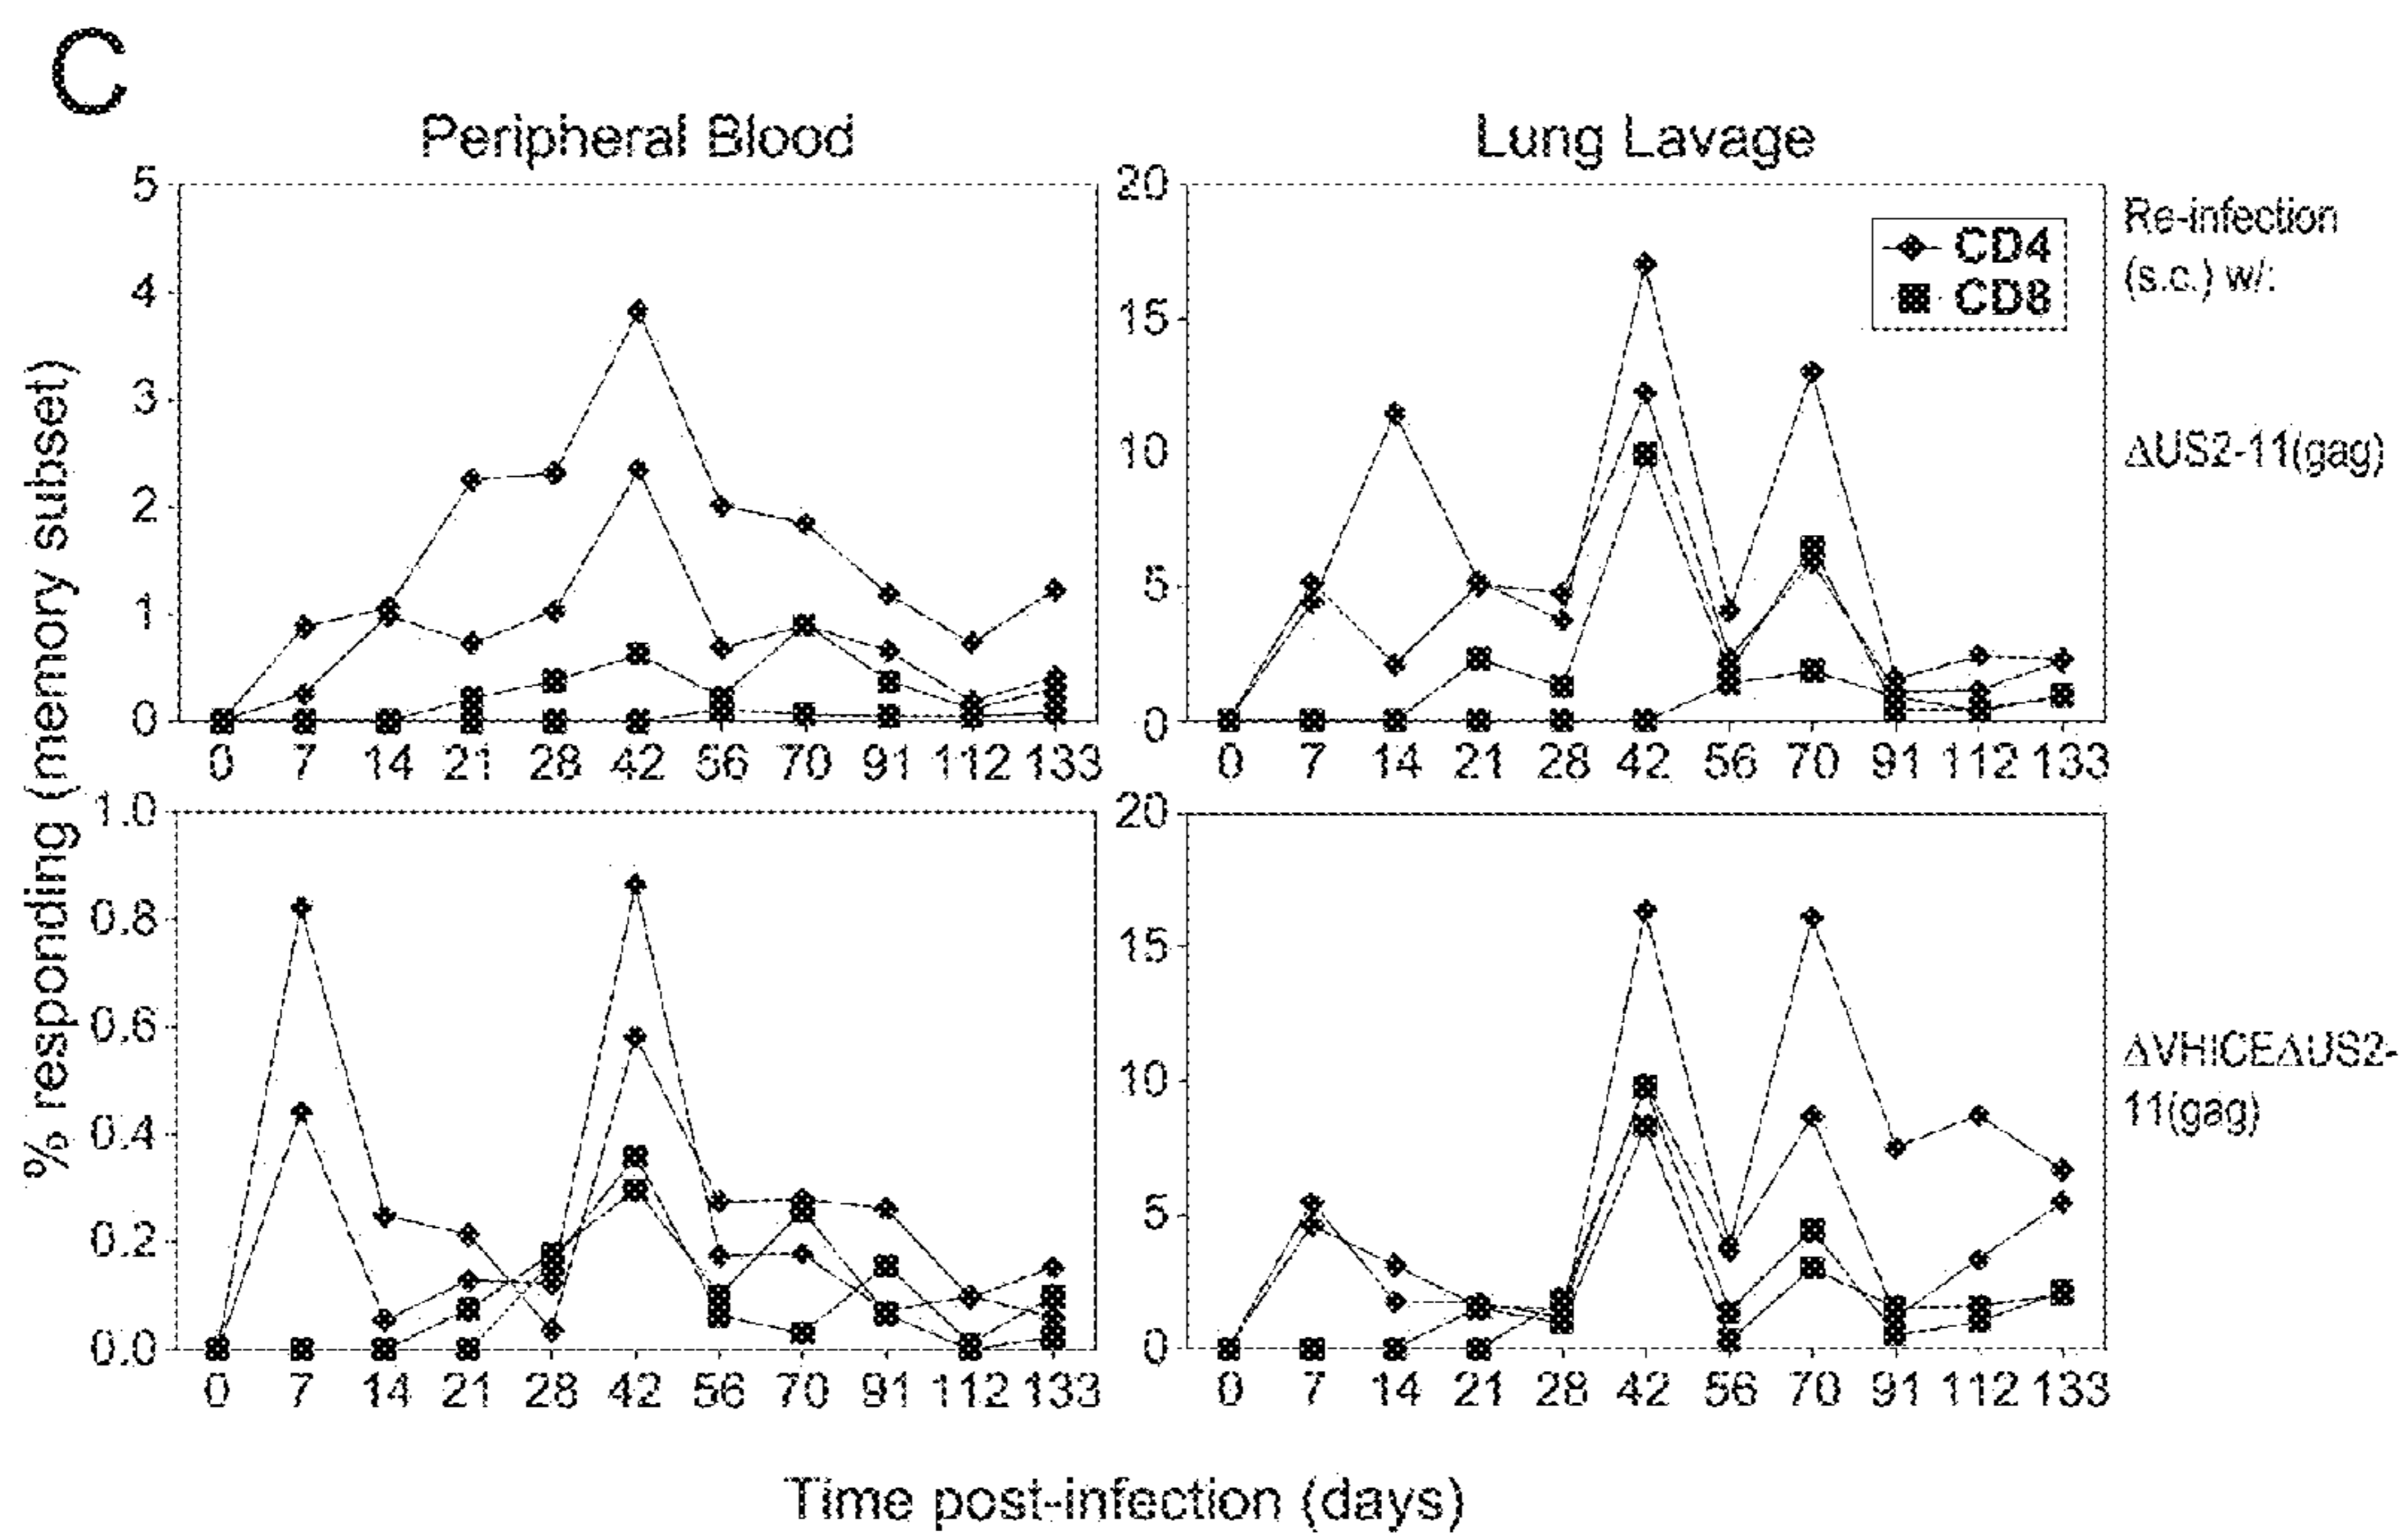 C
Peripheral Blood
Lung Lavage
5
4
3
2
1
0
0 7 14 21 28 42 56 70 91 112 133
20
15
10
5
0
0 7 14 21 28 42 56 70 91 112 133
CD4
CD8
Re-infection
(s.c.) w/:
ΔUS2-11(gag)
% responding (memory subset)
1.0
0.8
0.6
0.4
0.2
0.0
0 7 14 21 28 42 56 70 91 112 133
20
15
10
5
0
0 7 14 21 28 42 56 70 91 112 133
ΔVHICEΔUS2-
11(gag)
Time post-infection (days)